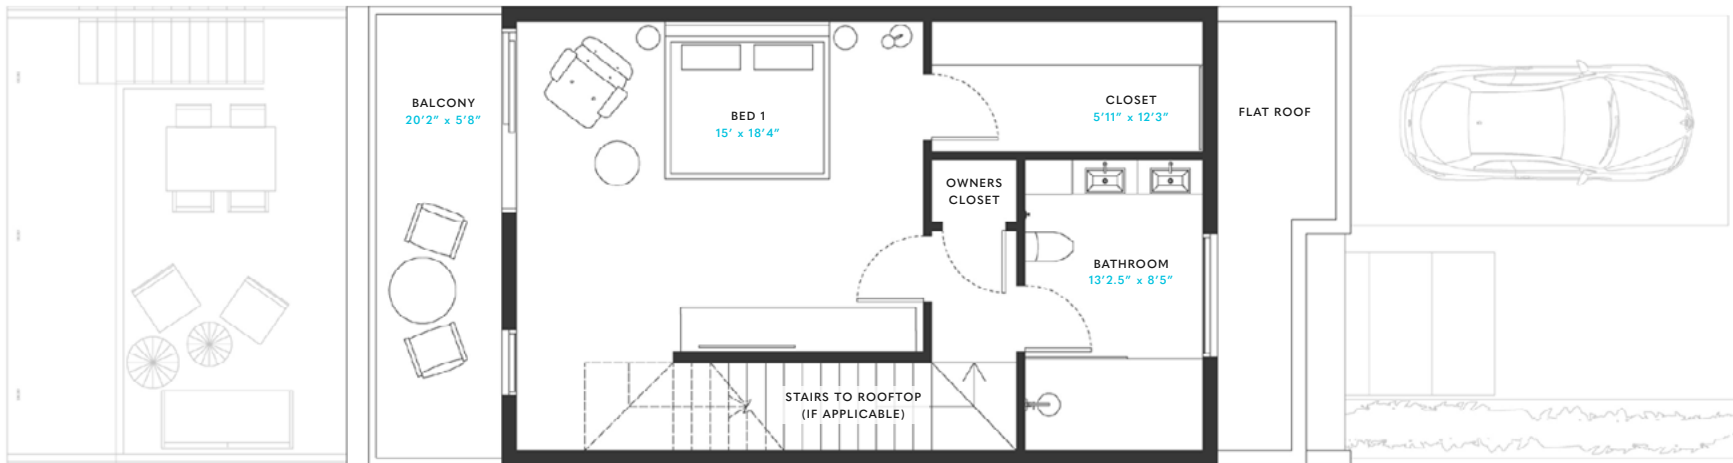 BALCONY
20'2" x 5'8"
BED 1
15' x 18'4"
CLOSET
5'11" x 12'3"
FLAT ROOF
OWNERS
CLOSET
BATHROOM
13'2.5" x 8'5"
STAIRS TO ROOFTOP
(IF APPLICABLE)